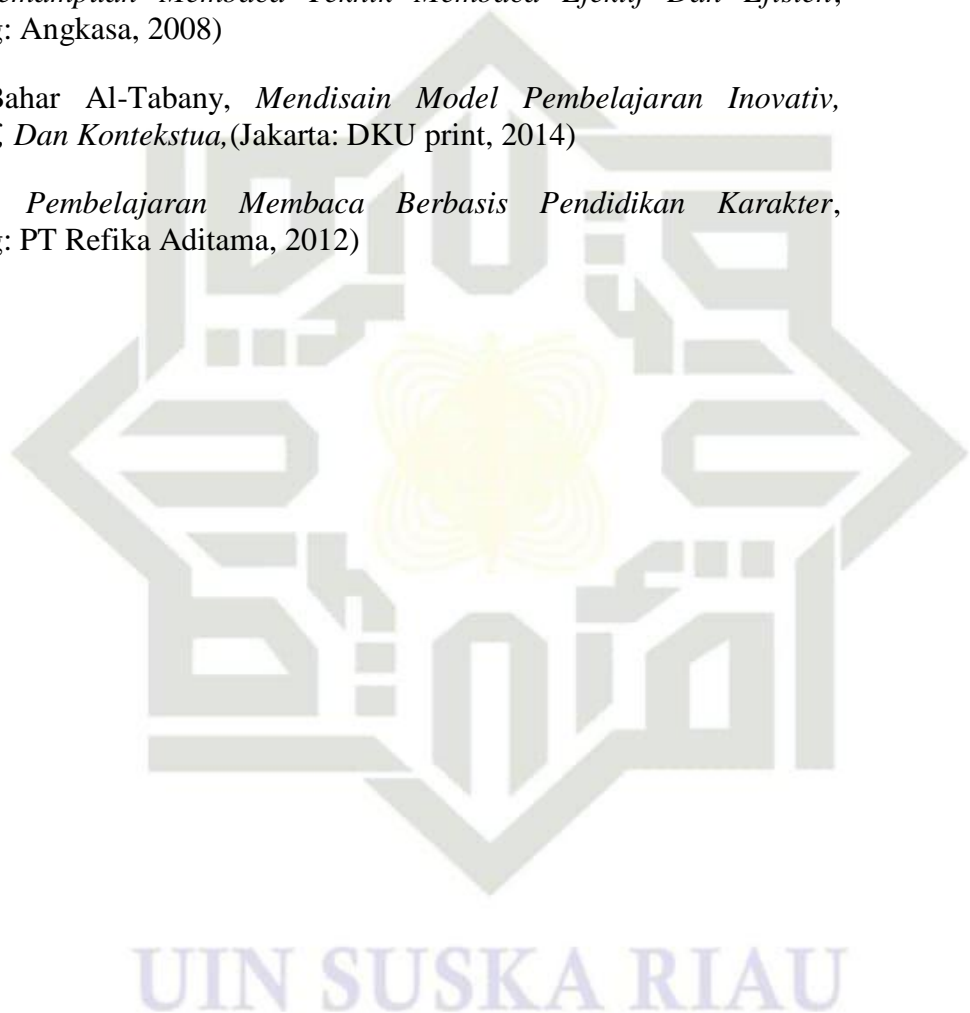 Membaca Teknik Membaca Efektif Dan Efisien,
: Angkasa, 2008)
Bahar Al-Tabany, Mendisain Model Pembelajaran Inovativ,
, Dan Kontekstua,(Jakarta: DKU print, 2014)
Pembelajaran Membaca Berbasis Pendidikan Karakter,
: PT Refika Aditama, 2012)
UIN SUSKA RIAU